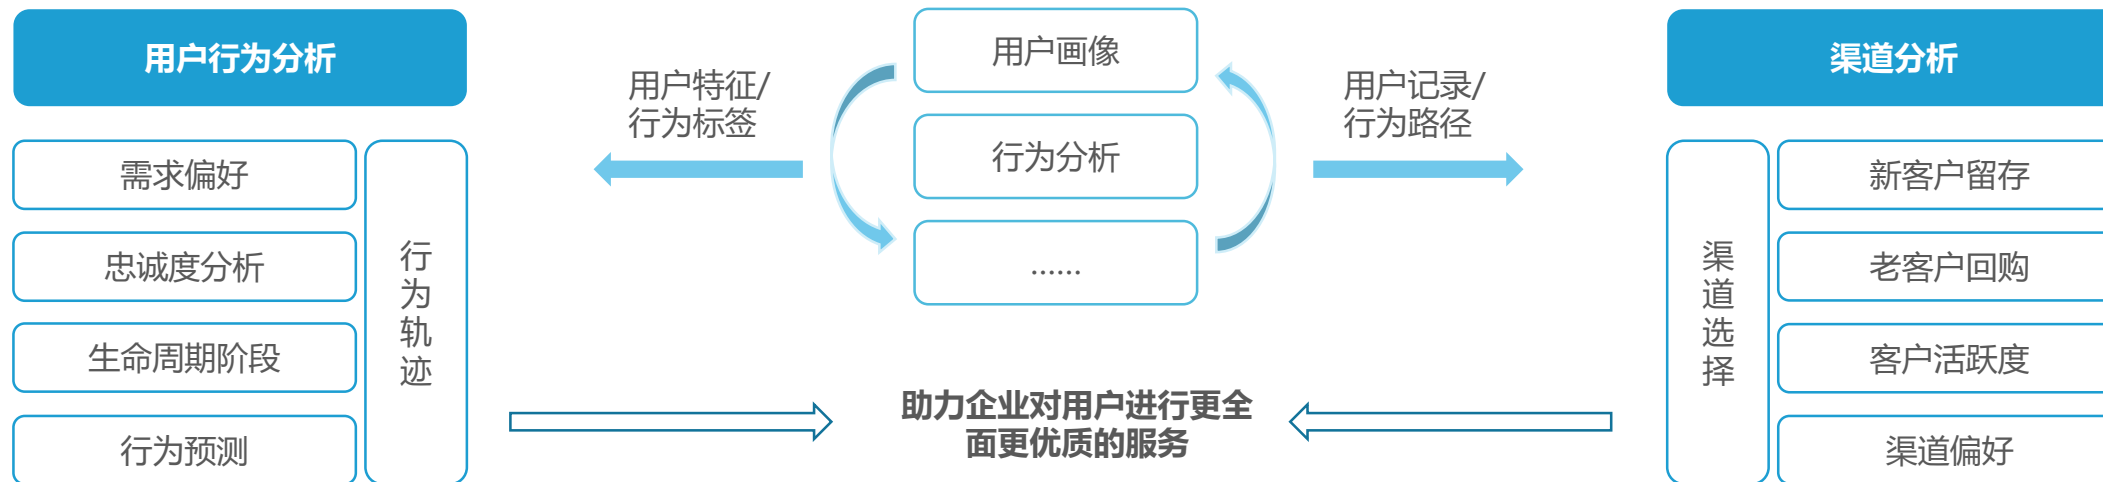 用户行为分析
需求偏好
忠诚度分析
生命周期阶段
行为预测
行为轨迹
用户特征/
行为标签
用户画像
行为分析
......
用户记录/
行为路径
助力企业对用户进行更全
面更优质的服务
渠道分析
渠道选择
新客户留存
老客户回购
客户活跃度
渠道偏好